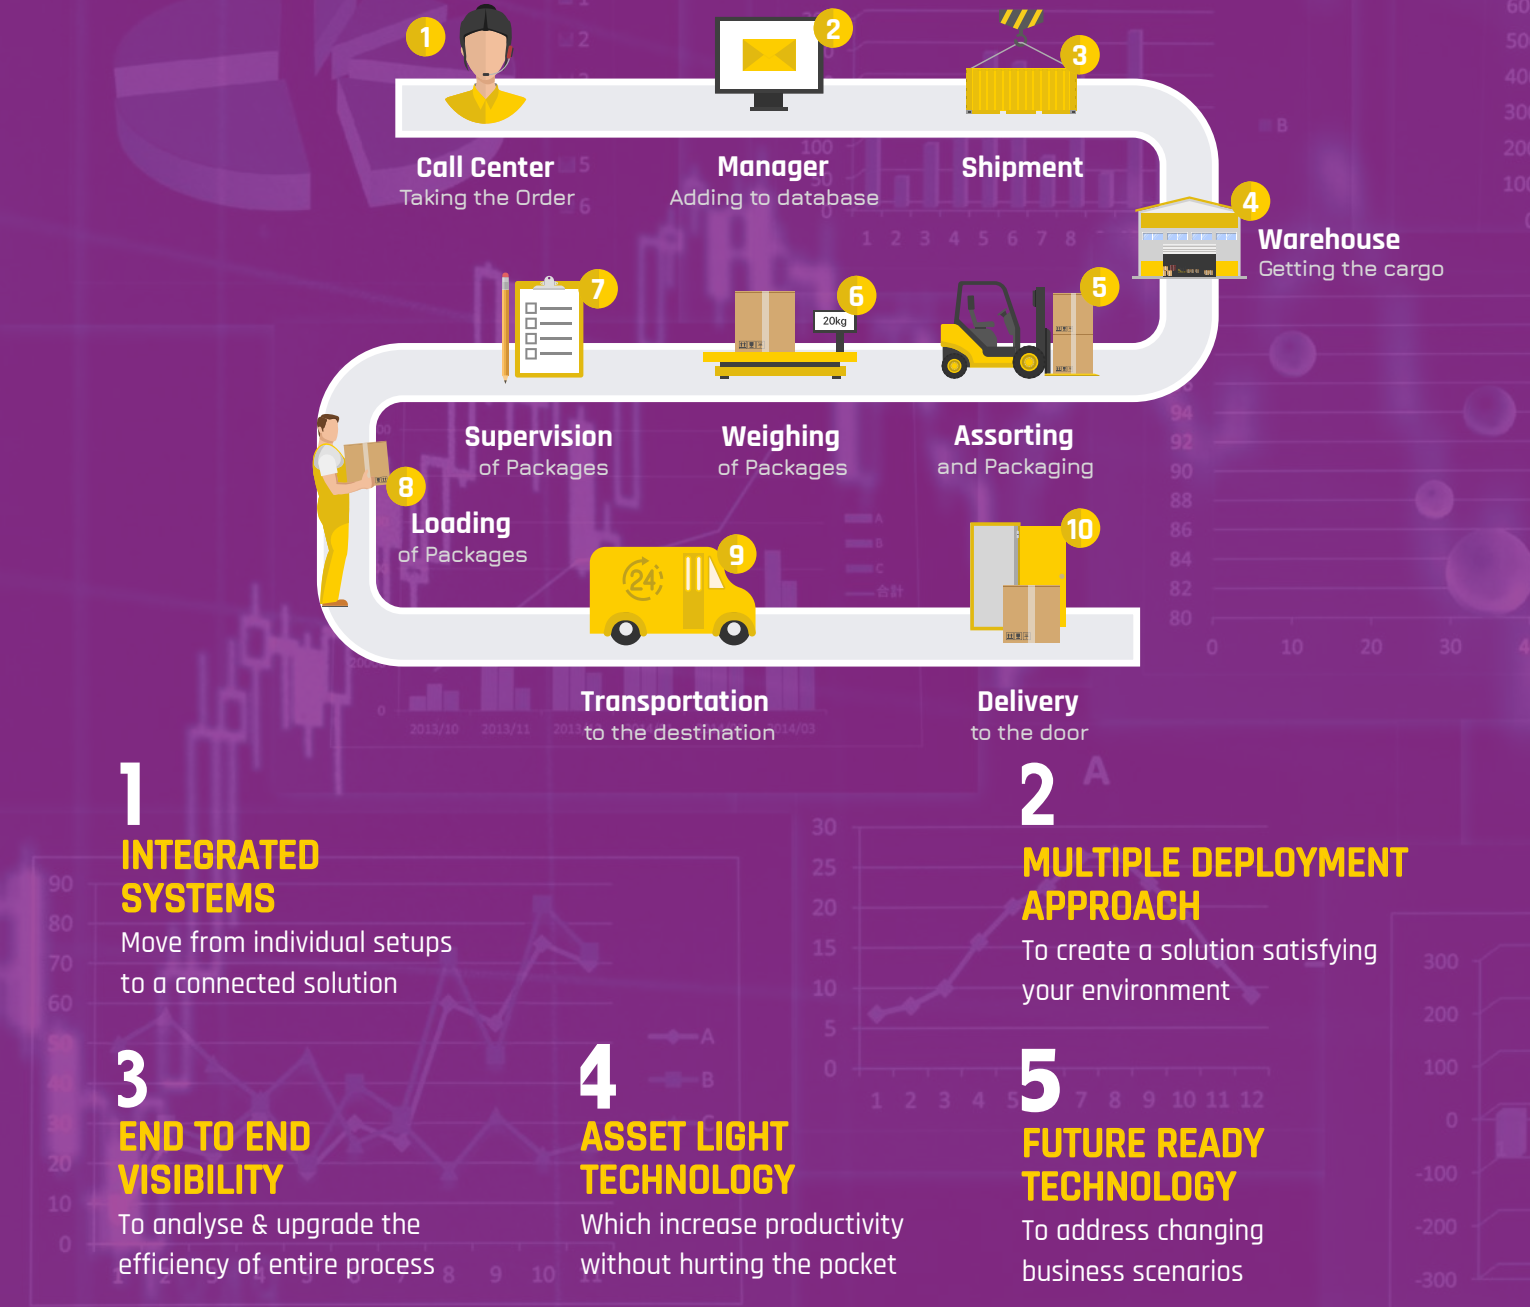 1
Call Center
Taking the Order
2
Manager
Adding to database
3
Shipment
4
Warehouse
Getting the cargo
5
Assorting
and Packaging
6
20kg
Weighing
of Packages
7
Supervision
of Packages
8
Loading
of Packages
9
24
Transportation
to the destination
10
Delivery
to the door
1
INTEGRATED
SYSTEMS
Move from individual setups
to a connected solution
2
MULTIPLE DEPLOYMENT
APPROACH
To create a solution satisfying
your environment
3
END TO END
VISIBILITY
To analyse & upgrade the
efficiency of entire process
4
ASSET LIGHT
TECHNOLOGY
Which increase productivity
without hurting the pocket
5
FUTURE READY
TECHNOLOGY
To address changing
business scenarios